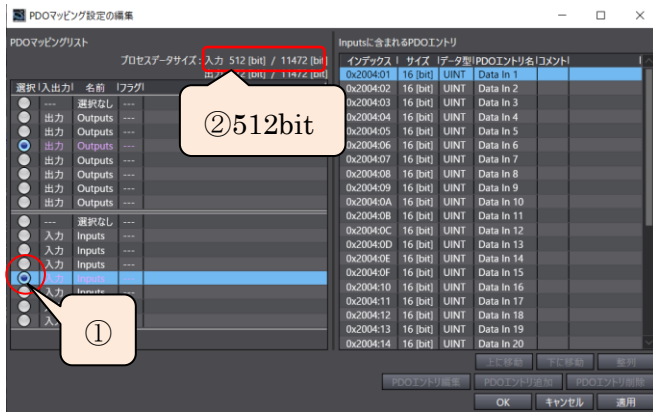 PDOマッピング設定の編集
PDOマッピングリスト
プロセスデータサイズ : 入力 512 [bit] / 11472 [bit]
出力 512 [bit] / 11472 [bit]
選択 入出力 名前 フラグ
--- 選択なし ---
出力 Outputs ---
出力 Outputs ---
出力 Outputs ---
出力 Outputs ---
出力 Outputs ---
出力 Outputs ---
出力 Outputs ---
--- 選択なし ---
入力 Inputs ---
入力 Inputs ---
入力 Inputs ---
入力 Inputs ---
入力 Inputs ---
②512bit
①
Inputsに含まれるPDOエントリ
インデックス サイズ データ型 PDOエントリ名 コメント
0x2004:01 16 [bit] UINT Data In 1
0x2004:02 16 [bit] UINT Data In 2
0x2004:03 16 [bit] UINT Data In 3
0x2004:04 16 [bit] UINT Data In 4
0x2004:05 16 [bit] UINT Data In 5
0x2004:06 16 [bit] UINT Data In 6
0x2004:07 16 [bit] UINT Data In 7
0x2004:08 16 [bit] UINT Data In 8
0x2004:09 16 [bit] UINT Data In 9
0x2004:0A 16 [bit] UINT Data In 10
0x2004:0B 16 [bit] UINT Data In 11
0x2004:0C 16 [bit] UINT Data In 12
0x2004:0D 16 [bit] UINT Data In 13
0x2004:0E 16 [bit] UINT Data In 14
0x2004:0F 16 [bit] UINT Data In 15
0x2004:10 16 [bit] UINT Data In 16
0x2004:11 16 [bit] UINT Data In 17
0x2004:12 16 [bit] UINT Data In 18
0x2004:13 16 [bit] UINT Data In 19
0x2004:14 16 [bit] UINT Data In 20
上に移動 下に移動 整列
PDOエントリ編集 PDOエントリ追加 PDOエントリ削除
OK キャンセル 適用